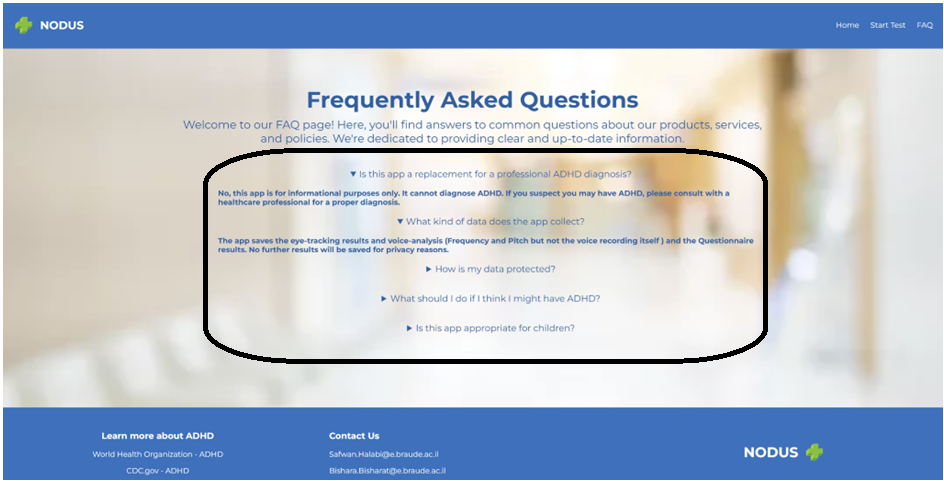 NODUS
Home Start Test FAQ
Frequently Asked Questions
Welcome to our FAQ page! Here, you'll find answers to common questions about our products, services,
and policies. We're dedicated to providing clear and up-to-date information.
▼ Is this app a replacement for a professional ADHD diagnosis?
No, this app is for informational purposes only. It cannot diagnose ADHD. If you suspect you may have ADHD, please consult with a
healthcare professional for a proper diagnosis.
▼ What kind of data does the app collect?
The app saves the eye-tracking results and voice-analysis (Frequency and Pitch but not the voice recording itself ) and the Questionnaire
results. No further results will be saved for privacy reasons.
► How is my data protected?
► What should I do if I think I might have ADHD?
► Is this app appropriate for children?
Learn more about ADHD
World Health Organization - ADHD
CDC.gov - ADHD
Contact Us
Safwan.Halabi@e.braude.ac.il
Bishara.Bisharat@e.braude.ac.il
NODUS